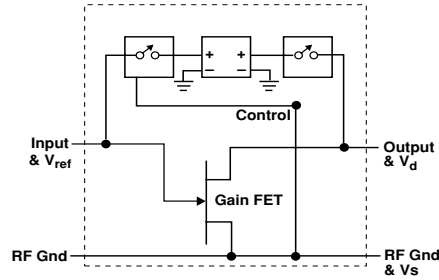 + +
– –
Control
Input
& Vref
Output
& Vd
Gain FET
RF Gnd
RF Gnd
& Vs